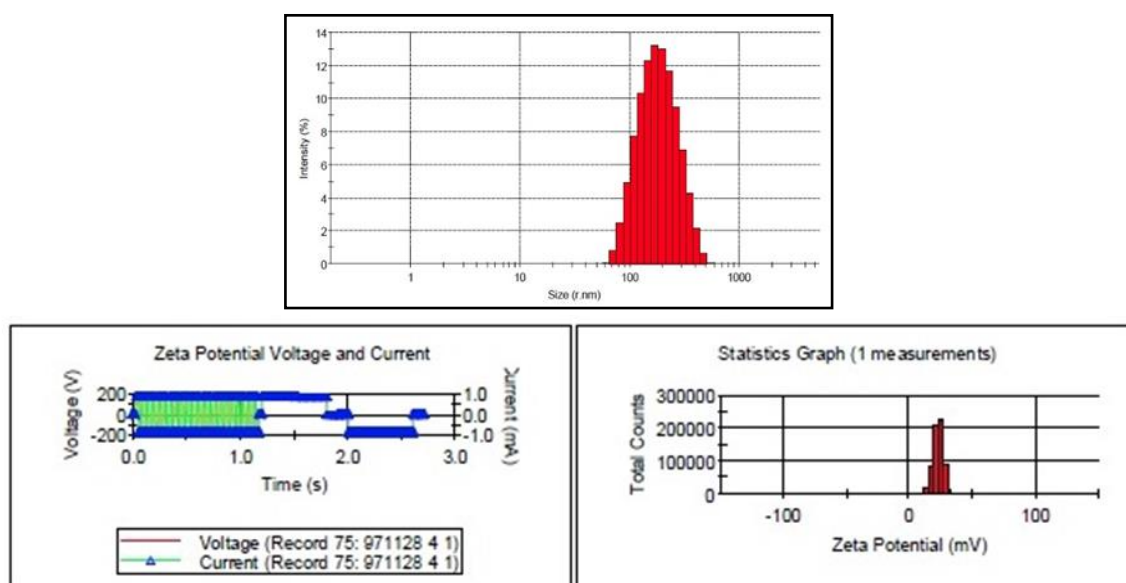 14
12
10
8
6
4
2
0
Intensity (%)
1 10 100 1000
Size (r.nm)
Zeta Potential Voltage and Current
Voltage (V)
200
0
-200
1.0
0.0
-1.0
Current (mA)
0.0 1.0 2.0 3.0
Time (s)
Voltage (Record 75: 971128 4 1)
Current (Record 75: 971128 4 1)
Statistics Graph (1 measurements)
Total Counts
300000
200000
100000
0
-100 0 100
Zeta Potential (mV)